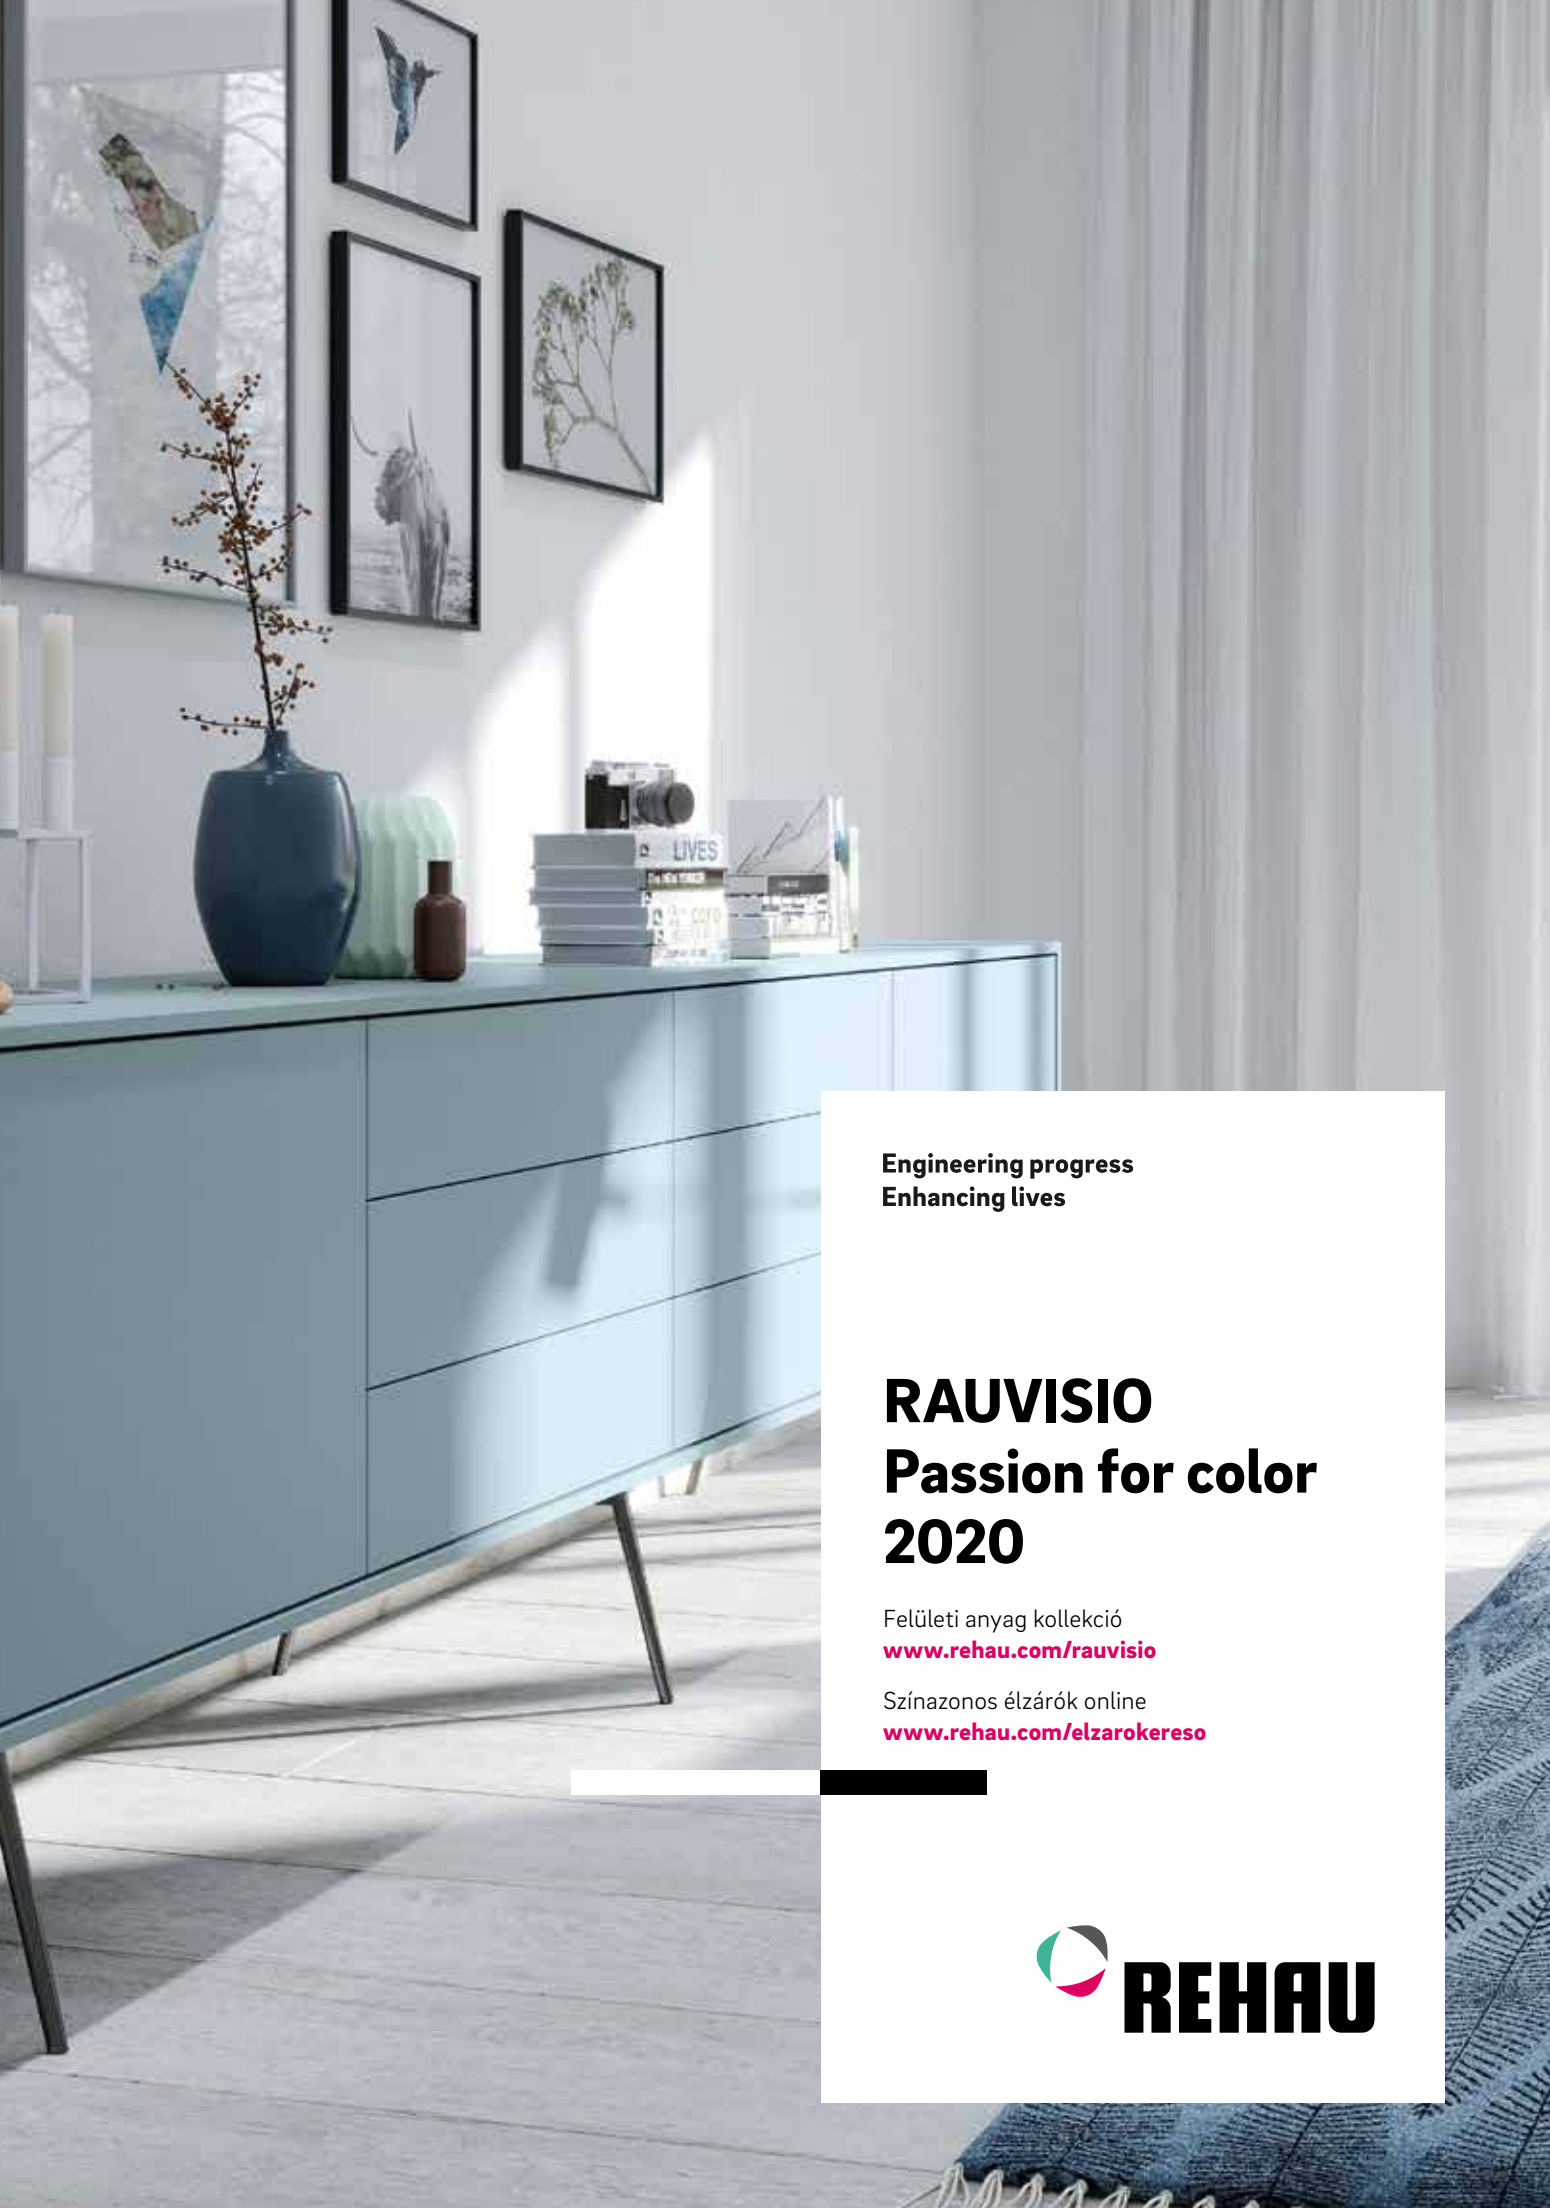 LIVES
Engineering progress
Enhancing lives
RAUVISIO
Passion for color
2020
Felületi anyag kollekció
www.rehau.com/rauvisio
Színazonos élzárók online
www.rehau.com/elzarokereso
REHAU